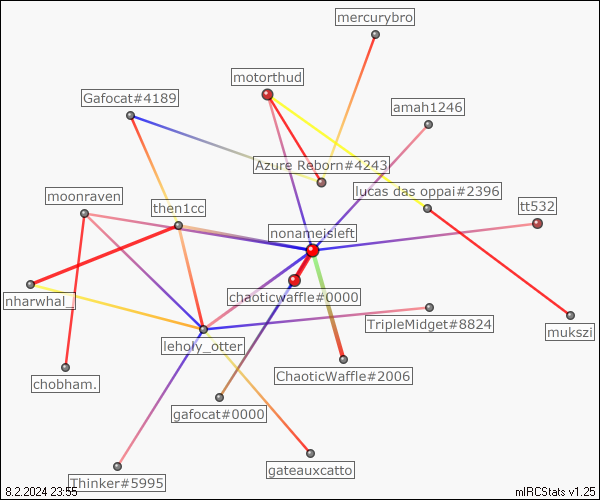 mercurybro
motorthud
Gafocat#4189
amah1246
Azure Reborn#4243
lucas das oppai#2396
moonraven
then1cc
tt532
nonameisleft
nharwhal_
chaoticwaffle#0000
TripleMidget#8824
mukszi
leholy_otter
ChaoticWaffle#2006
chobham.
gafocat#0000
gateauxcatto
Thinker#5995
8.2.2024 23:55
mIRCStats v1.25